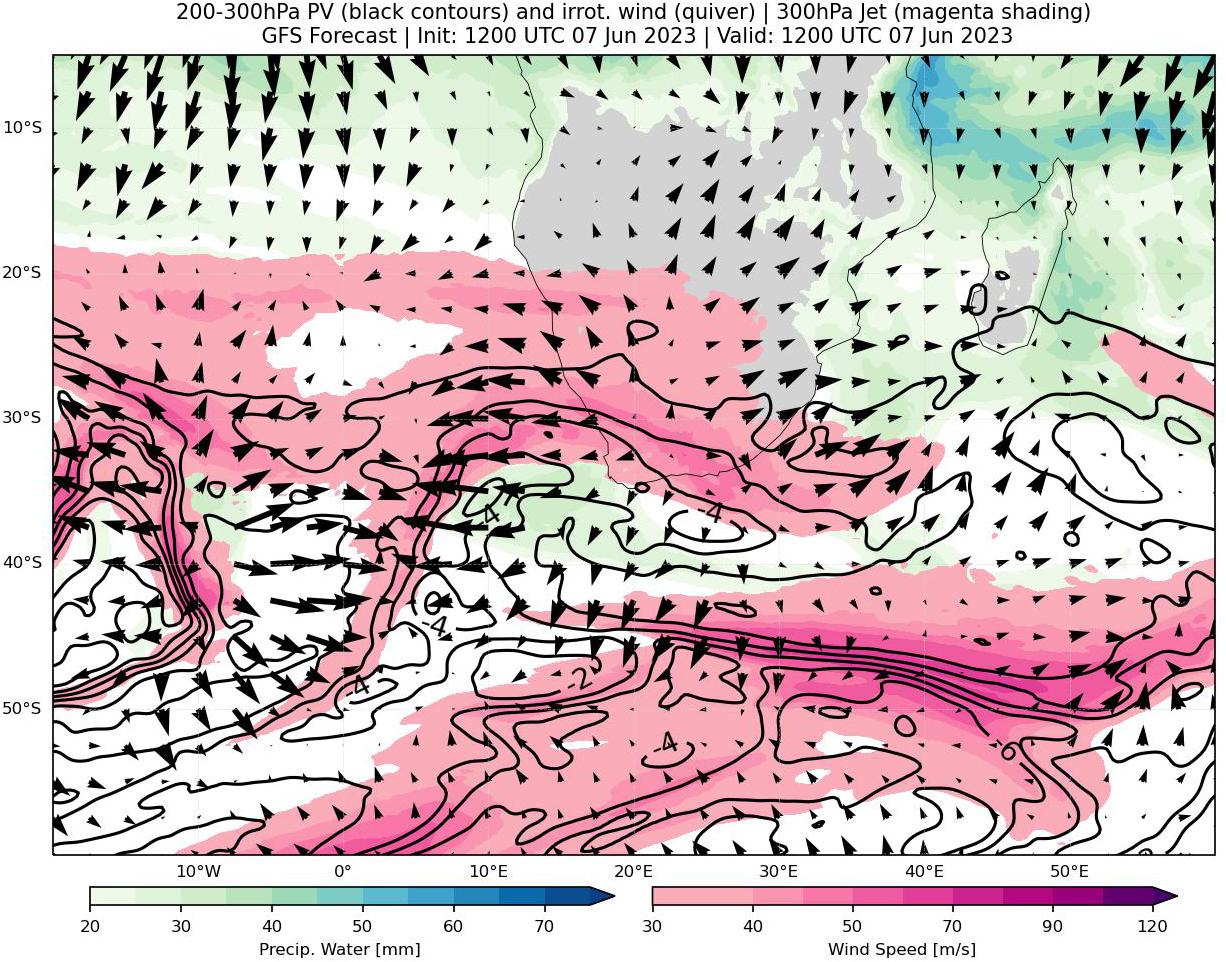 200-300hPa PV (black contours) and irrot. wind (quiver) | 300hPa Jet (magenta shading)
GFS Forecast | Init: 1200 UTC 07 Jun 2023 | Valid: 1200 UTC 07 Jun 2023
10°S
20°S
30°S
-4
-4
40°S
-4
-4
-2
50°S
-4
-6
10°W 0° 10°E 20°E 30°E 40°E 50°E
20 30 40 50 60 70
Precip. Water [mm]
30 40 50 70 90 120
Wind Speed [m/s]